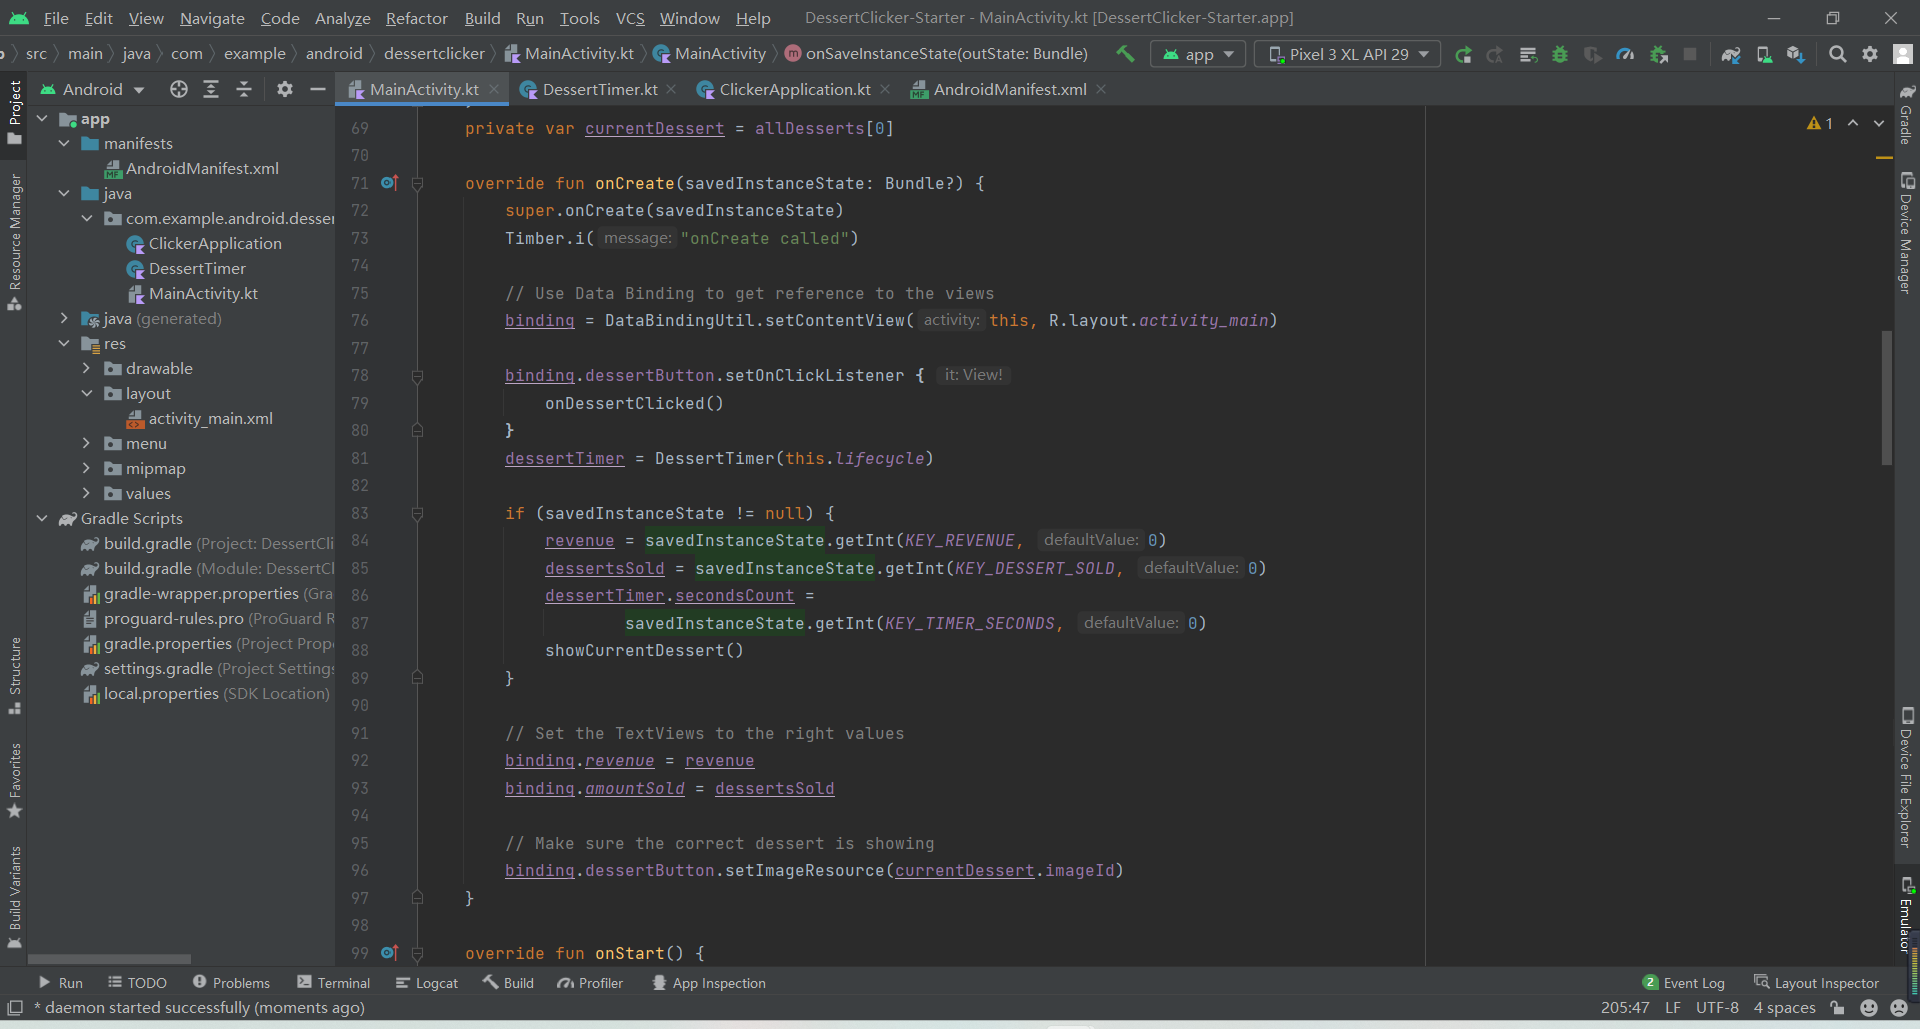 File Edit View Navigate Code Analyze Refactor Build Run Tools VCS Window Help DessertClicker-Starter - MainActivity.kt [DessertClicker-Starter.app]
src main java com example android dessertclicker MainActivity.kt MainActivity onSaveInstanceState(outState: Bundle) app Pixel 3 XL API 29
Android MainActivity.kt DessertTimer.kt ClickerApplication.kt AndroidManifest.xml
Project
Resource Manager
Structure
Favorites
Build Variants
app
manifests
AndroidManifest.xml
java
com.example.android.desser
ClickerApplication
DessertTimer
MainActivity.kt
java (generated)
res
drawable
layout
activity_main.xml
menu
mipmap
values
Gradle Scripts
build.gradle (Project: DessertCli
build.gradle (Module: DessertCl
gradle-wrapper.properties (Gra
proguard-rules.pro (ProGuard R
gradle.properties (Project Prop
settings.gradle (Project Settings
local.properties (SDK Location)
1
69 private var currentDessert = allDesserts[0]
70
71 override fun onCreate(savedInstanceState: Bundle?) {
72 super.onCreate(savedInstanceState)
73 Timber.i( message: "onCreate called")
74
75 // Use Data Binding to get reference to the views
76 binding = DataBindingUtil.setContentView( activity: this, R.layout.activity_main)
77
78 binding.dessertButton.setOnClickListener { it: View!
79 onDessertClicked()
80 }
81 dessertTimer = DessertTimer(this.lifecycle)
82
83 if (savedInstanceState != null) {
84 revenue = savedInstanceState.getInt(KEY_REVENUE, defaultValue: 0)
85 dessertsSold = savedInstanceState.getInt(KEY_DESSERT_SOLD, defaultValue: 0)
86 dessertTimer.secondsCount =
87 savedInstanceState.getInt(KEY_TIMER_SECONDS, defaultValue: 0)
88 showCurrentDessert()
89 }
90
91 // Set the TextViews to the right values
92 binding.revenue = revenue
93 binding.amountSold = dessertsSold
94
95 // Make sure the correct dessert is showing
96 binding.dessertButton.setImageResource(currentDessert.imageId)
97 }
98
99 override fun onStart() {
Gradle
Device Manager
Device File Explorer
Emulator
Run TODO Problems Terminal Logcat Build Profiler App Inspection 2 Event Log Layout Inspector
* daemon started successfully (moments ago) 205:47 LF UTF-8 4 spaces